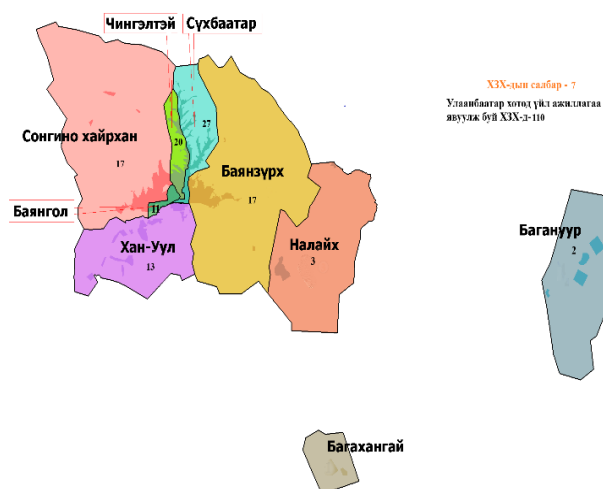 Чингэлтэй
Сүхбаатар
ХЗХ-дын салбар - 7
Улаанбаатар хотод үйл ажиллагаа
явуулж буй ХЗХ-д-110
Сонгино хайрхан
17
20
27
Баянзүрх
17
Баянгол
11
Хан-Уул
13
Налайх
3
Багануур
2
Багахангай